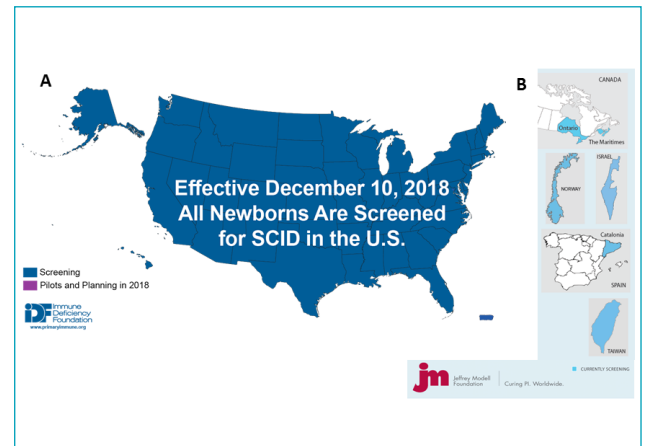 A
B
CANADA
Ontario
The Maritimes
NORWAY
ISRAEL
Effective December 10, 2018
All Newborns Are Screened
for SCID in the U.S.
Catalonia
SPAIN
Screening
Pilots and Planning in 2018
IDF Immune
Deficiency
Foundation
www.primaryimmune.org
TAIWAN
jm Jeffrey Modell
Foundation
Curing PI. Worldwide.
CURRENTLY SCREENING